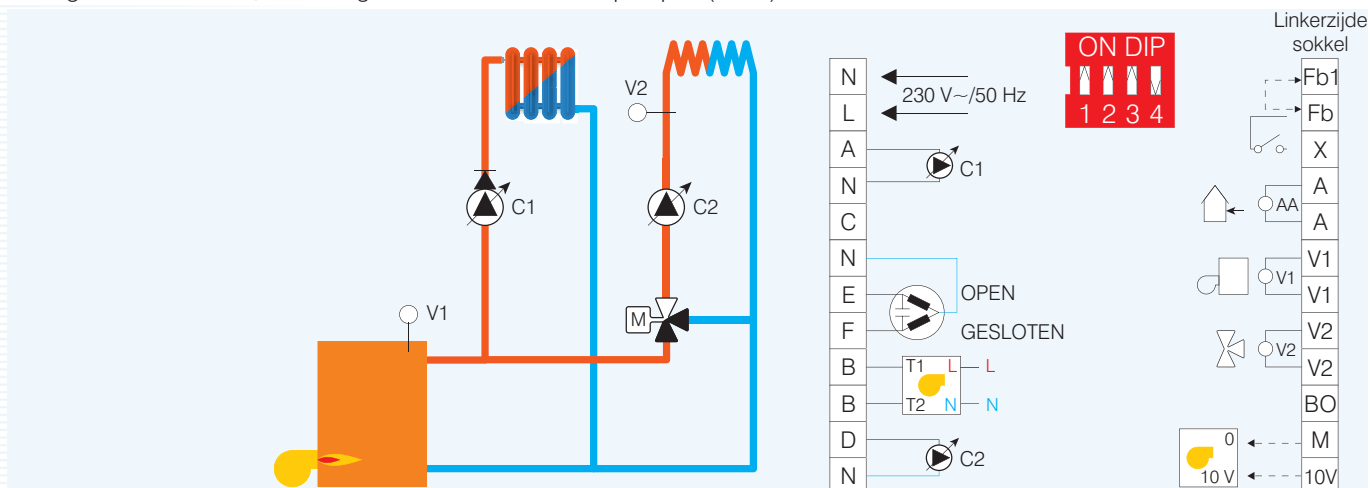 Linkerzijde
sokkel
V2
C1
C2
M
V1
N
L
A
N
C
N
E
F
B
B
D
N
230 V~/50 Hz
C1
OPEN
GESLOTEN
T1 L L
T2 N N
C2
ON DIP
1 2 3 4
Fb1
Fb
X
A
A
V1
V1
V2
V2
BO
M
10V
AA
V1
V2
0
10 V